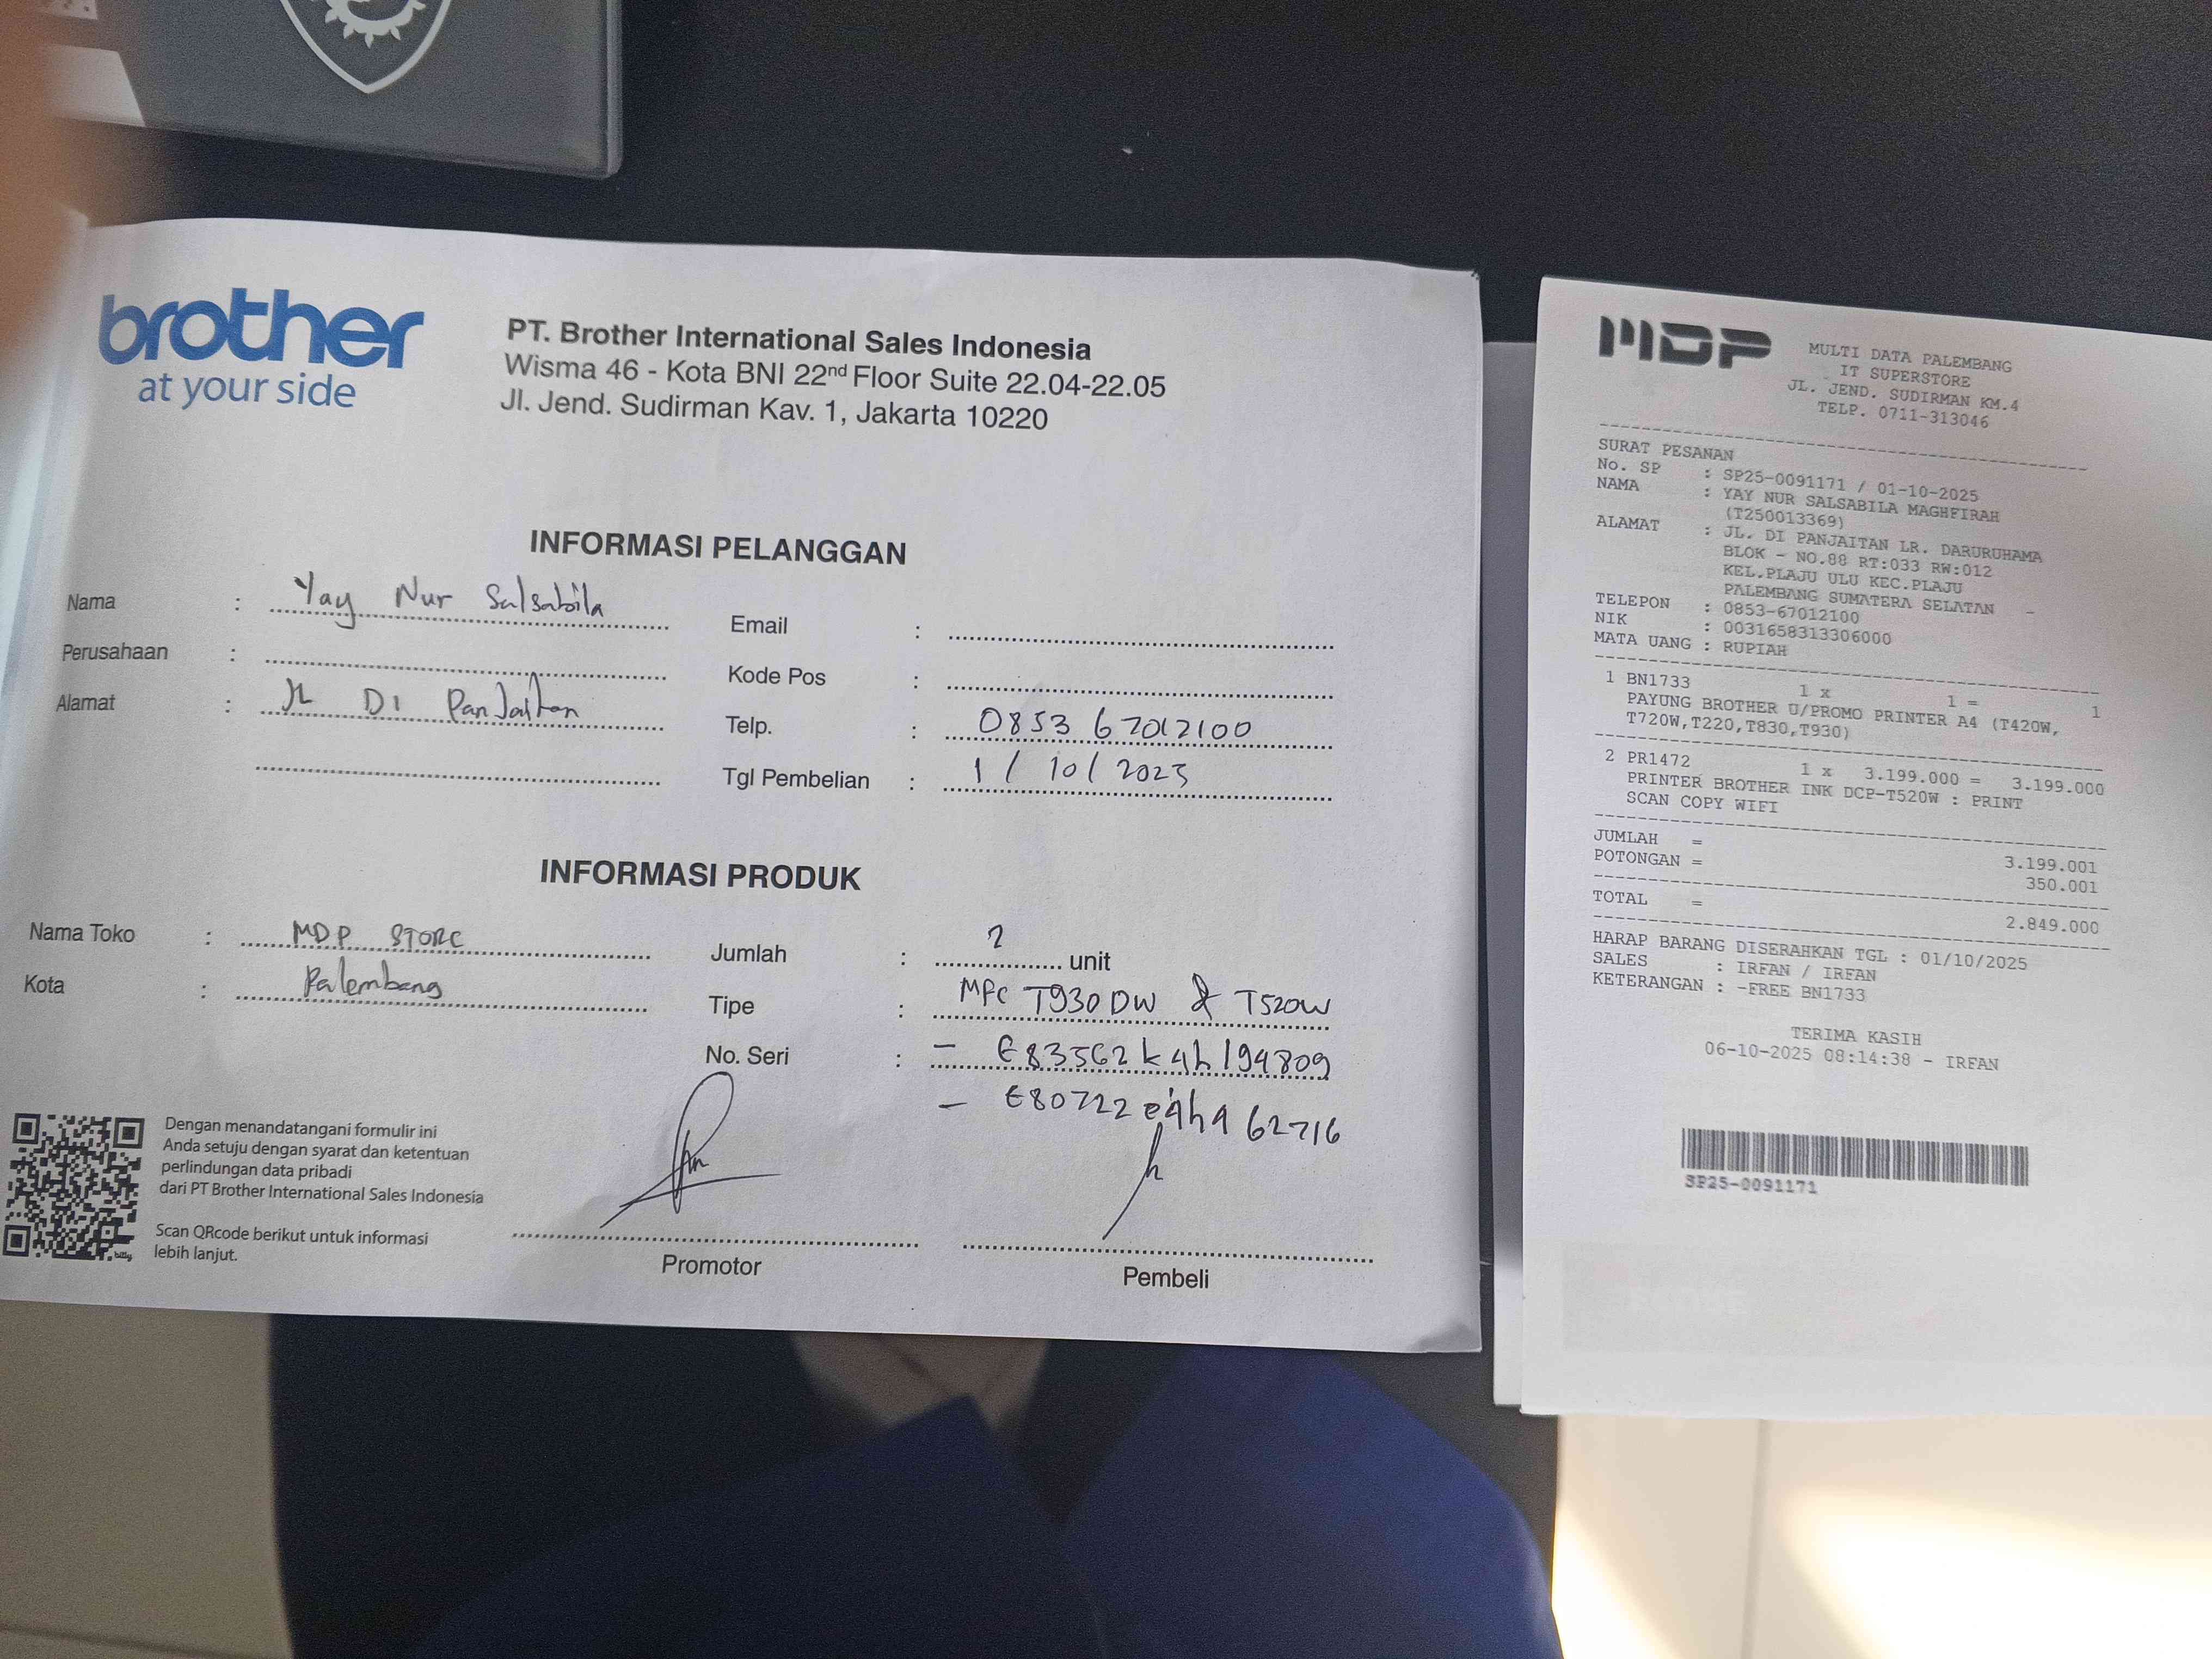 brother
at your side
PT. Brother International Sales Indonesia
Wisma 46 - Kota BNI 22nd Floor Suite 22.04-22.05
Jl. Jend. Sudirman Kav. 1, Jakarta 10220
INFORMASI PELANGGAN
Nama : Yay Nur Salsabila
Perusahaan :
Alamat : JL DI PanJaitan
Email :
Kode Pos :
Telp. : 0853 67012100
Tgl Pembelian : 1 / 10 / 2025
INFORMASI PRODUK
Nama Toko : MDP STORE
Kota : Palembang
Jumlah : 2 unit
Tipe : MFC T930DW & T520W
No. Seri : - E83562k4h194809
- E80722e4h962716
Dengan menandatangani formulir ini
Anda setuju dengan syarat dan ketentuan
perlindungan data pribadi
dari PT Brother International Sales Indonesia
Scan QRcode berikut untuk informasi
lebih lanjut.
bitly
Promotor
Pembeli
MDP
MULTI DATA PALEMBANG
IT SUPERSTORE
JL. JEND. SUDIRMAN KM.4
TELP. 0711-313046
SURAT PESANAN
No. SP : SP25-0091171 / 01-10-2025
NAMA : YAY NUR SALSABILA MAGHFIRAH
(T250013369)
ALAMAT : JL. DI PANJAITAN LR. DARURUHAMA
BLOK - NO.88 RT:033 RW:012
KEL.PLAJU ULU KEC.PLAJU
PALEMBANG SUMATERA SELATAN -
TELEPON : 0853-67012100
NIK : 0031658313306000
MATA UANG : RUPIAH
1 BN1733 1 x 1 = 1
PAYUNG BROTHER U/PROMO PRINTER A4 (T420W,
T720W,T220,T830,T930)
2 PR1472 1 x 3.199.000 = 3.199.000
PRINTER BROTHER INK DCP-T520W : PRINT
SCAN COPY WIFI
JUMLAH = 3.199.001
POTONGAN = 350.001
TOTAL = 2.849.000
HARAP BARANG DISERAHKAN TGL : 01/10/2025
SALES : IRFAN / IRFAN
KETERANGAN : -FREE BN1733
TERIMA KASIH
06-10-2025 08:14:38 - IRFAN
SP25-0091171